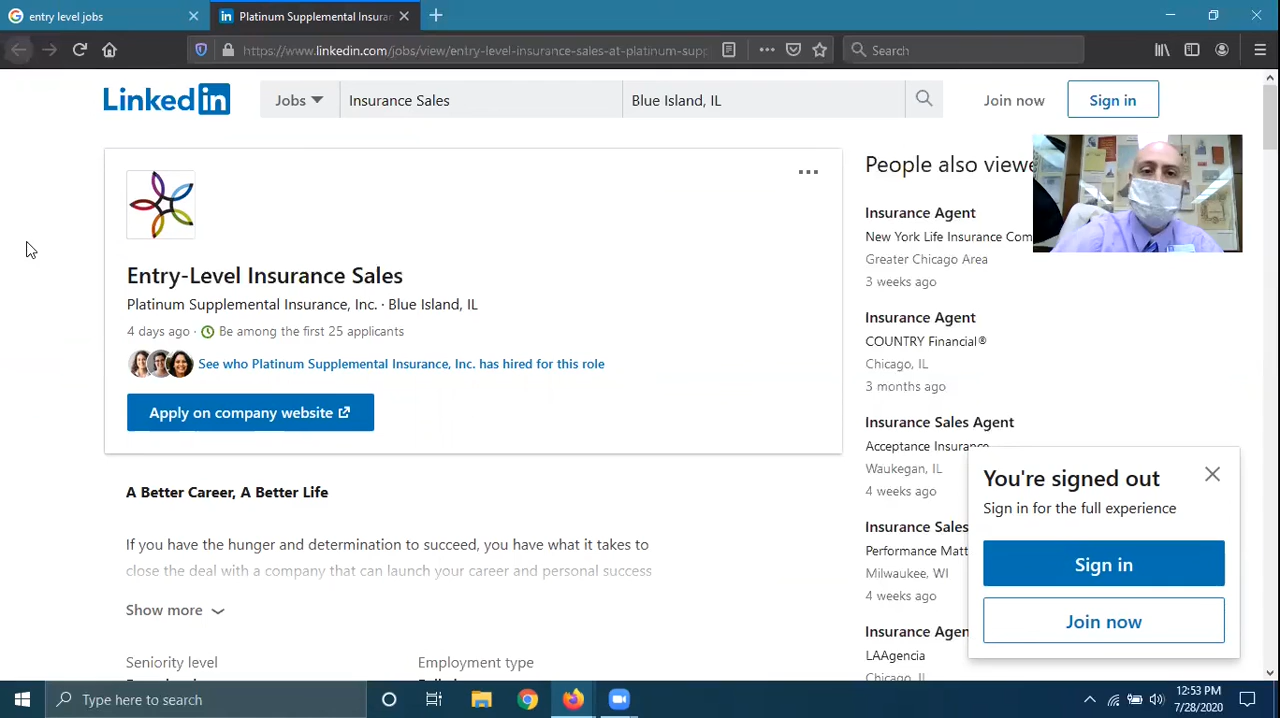 entry level jobs
Platinum Supplemental Insurar
https://www.linkedin.com/jobs/view/entry-level-insurance-sales-at-platinum-supp
Search
Linkedin
Jobs
Insurance Sales
Blue Island, IL
Join now
Sign in
Entry-Level Insurance Sales
Platinum Supplemental Insurance, Inc. · Blue Island, IL
4 days ago · Be among the first 25 applicants
See who Platinum Supplemental Insurance, Inc. has hired for this role
Apply on company website
A Better Career, A Better Life
If you have the hunger and determination to succeed, you have what it takes to
close the deal with a company that can launch your career and personal success
Show more
Seniority level
Employment type
People also viewe
Insurance Agent
New York Life Insurance Com
Greater Chicago Area
3 weeks ago
Insurance Agent
COUNTRY Financial®
Chicago, IL
3 months ago
Insurance Sales Agent
Acceptance Insurance
Waukegan, IL
4 weeks ago
Insurance Sales
Performance Matt
Milwaukee, WI
4 weeks ago
Insurance Agen
LAAgencia
Chicago, IL
You're signed out
Sign in for the full experience
Sign in
Join now
Type here to search
12:53 PM
7/28/2020